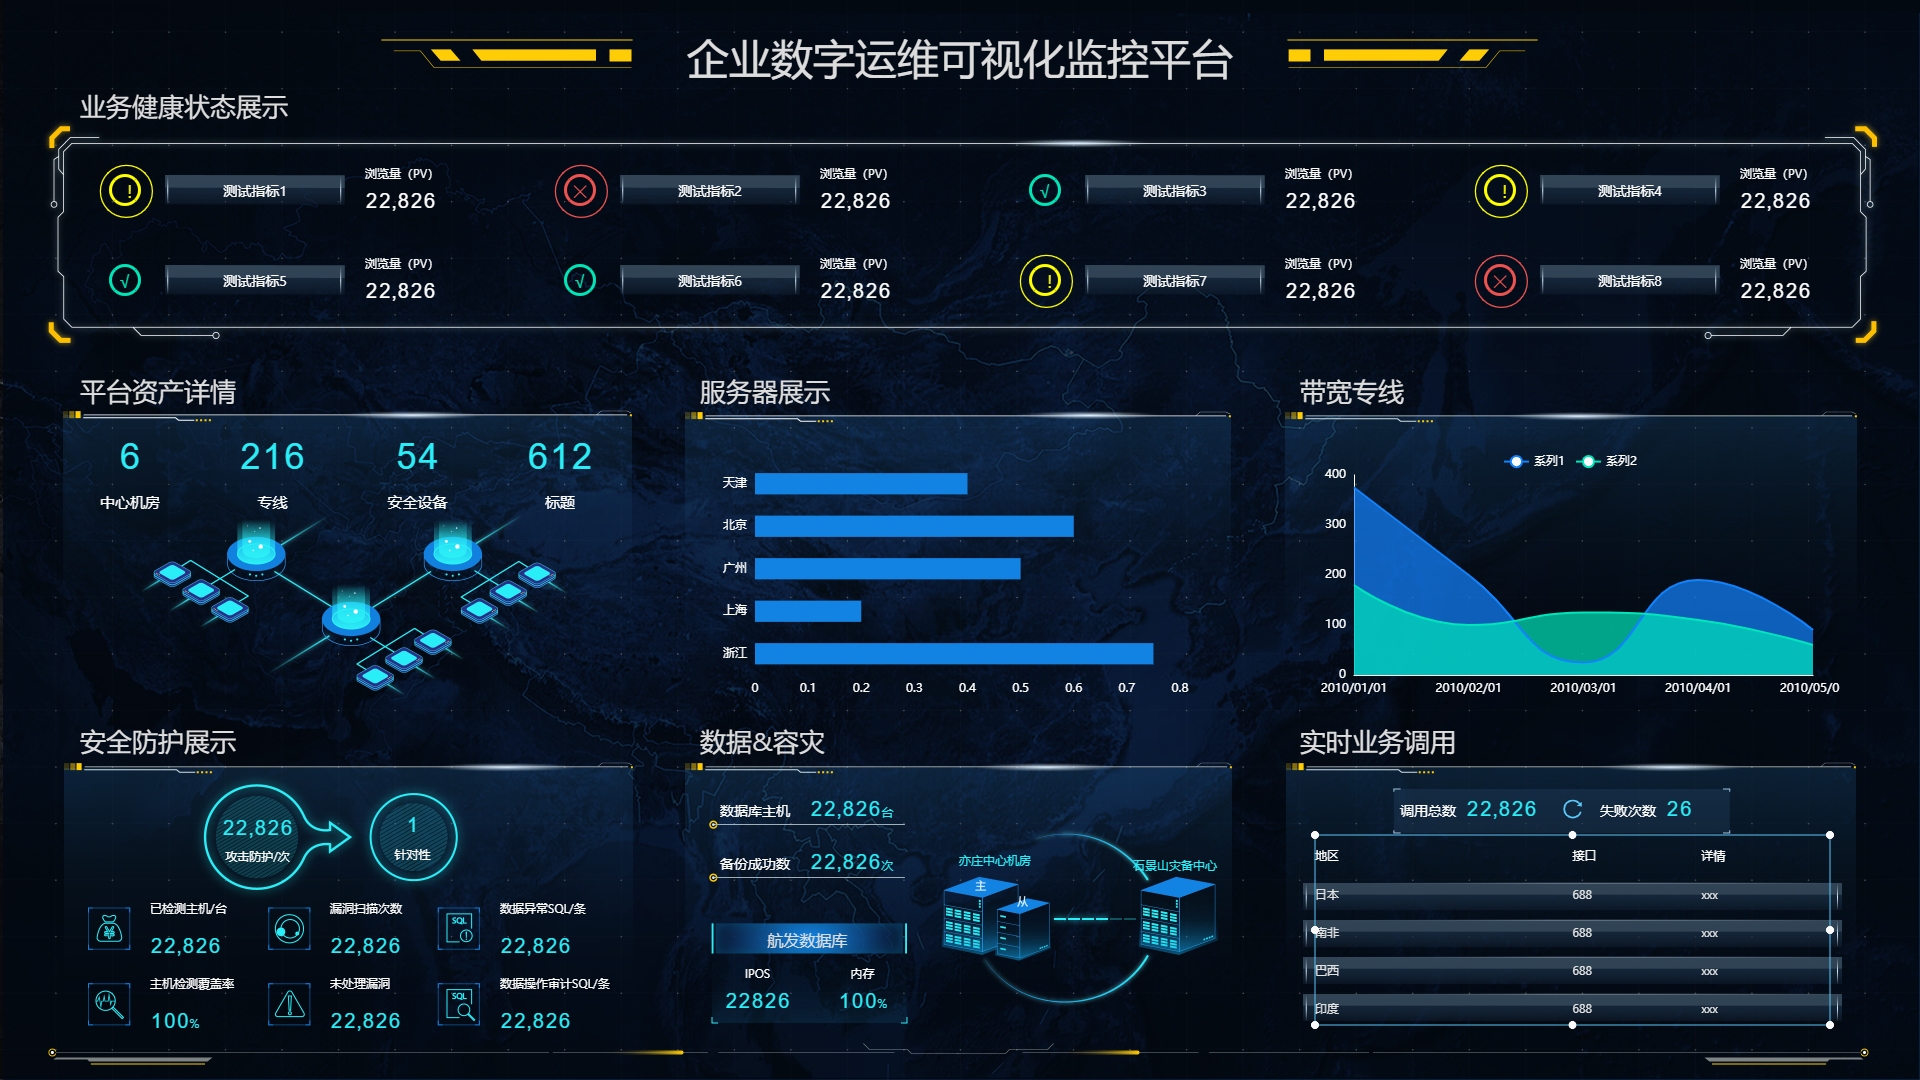 企业数字运维可视化监控平台
业务健康状态展示
!
测试指标1
浏览量（PV）
22,826
测试指标2
浏览量（PV）
22,826
√
测试指标3
浏览量（PV）
22,826
!
测试指标4
浏览量（PV）
22,826
√
测试指标5
浏览量（PV）
22,826
√
测试指标6
浏览量（PV）
22,826
!
测试指标7
浏览量（PV）
22,826
测试指标8
浏览量（PV）
22,826
平台资产详情
6 216 54 612
中心机房 专线 安全设备 标题
服务器展示
天津
北京
广州
上海
浙江
0 0.1 0.2 0.3 0.4 0.5 0.6 0.7 0.8
带宽专线
系列1 系列2
400
300
200
100
0
2010/01/01 2010/02/01 2010/03/01 2010/04/01 2010/05/0
安全防护展示
22,826
攻击防护/次
1
针对性
已检测主机/台
22,826
漏洞扫描次数
22,826
SQL
数据异常SQL/条
22,826
主机检测覆盖率
100%
未处理漏洞
22,826
SQL
数据操作审计SQL/条
22,826
数据&容灾
数据库主机 22,826台
备份成功数 22,826次
航发数据库
IPOS 内存
22826 100%
亦庄中心机房
主
从
石景山灾备中心
实时业务调用
调用总数 22,826 失败次数 26
地区 接口 详情
日本 688 xxx
南非 688 xxx
巴西 688 xxx
印度 688 xxx